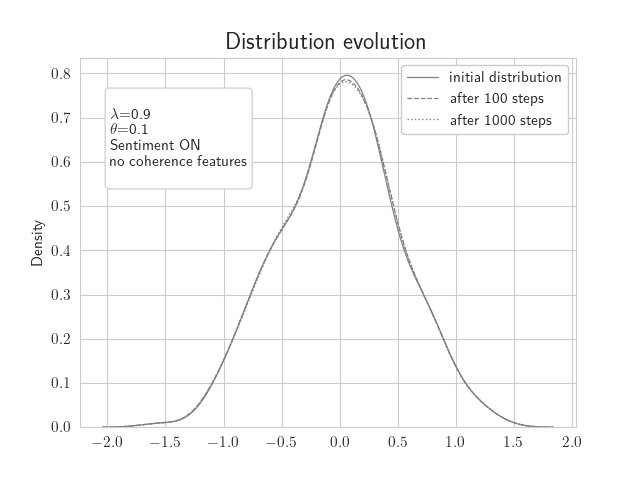 Distribution evolution
λ=0.9
θ=0.1
Sentiment ON
no coherence features
initial distribution
after 100 steps
after 1000 steps
Density
0.8
0.7
0.6
0.5
0.4
0.3
0.2
0.1
0.0
−2.0 −1.5 −1.0 −0.5 0.0 0.5 1.0 1.5 2.0